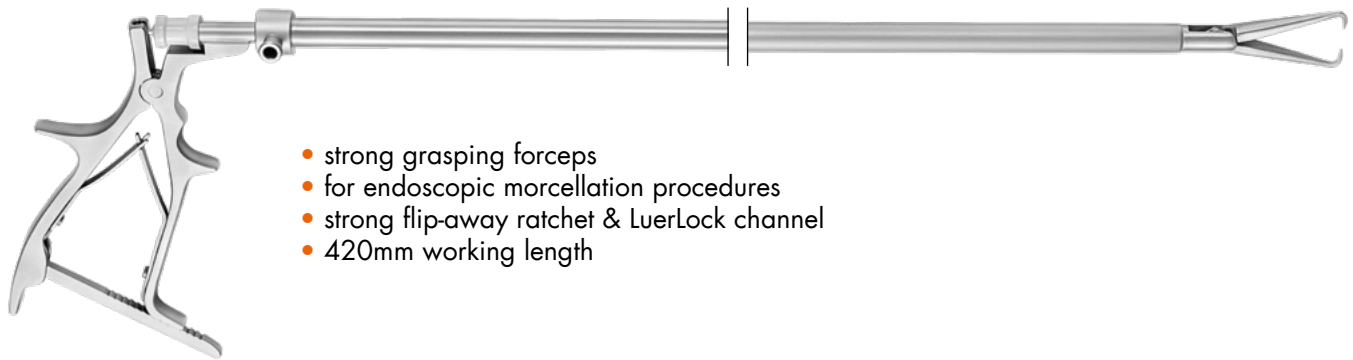 • strong grasping forceps
• for endoscopic morcellation procedures
• strong flip-away ratchet & LuerLock channel
• 420mm working length